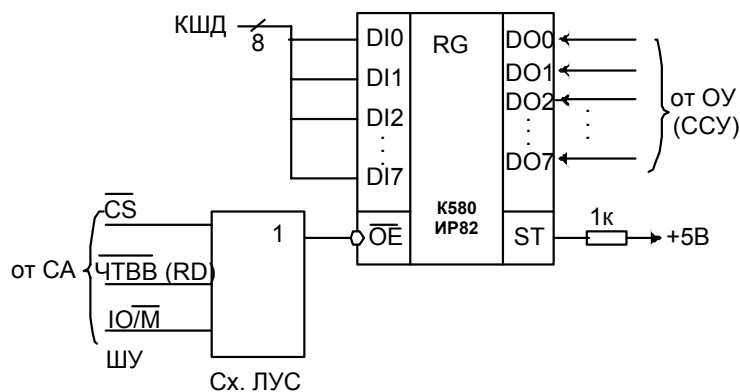 КШД
8
DI0
DI1
DI2
DI7
RG
DO0
DO1
DO2
DO7
от ОУ
(ССУ)
К580
ИР82
OE
ST
1к
+5В
от СА
CS
ЧТВВ (RD)
IO/M
ШУ
1
Сх. ЛУС